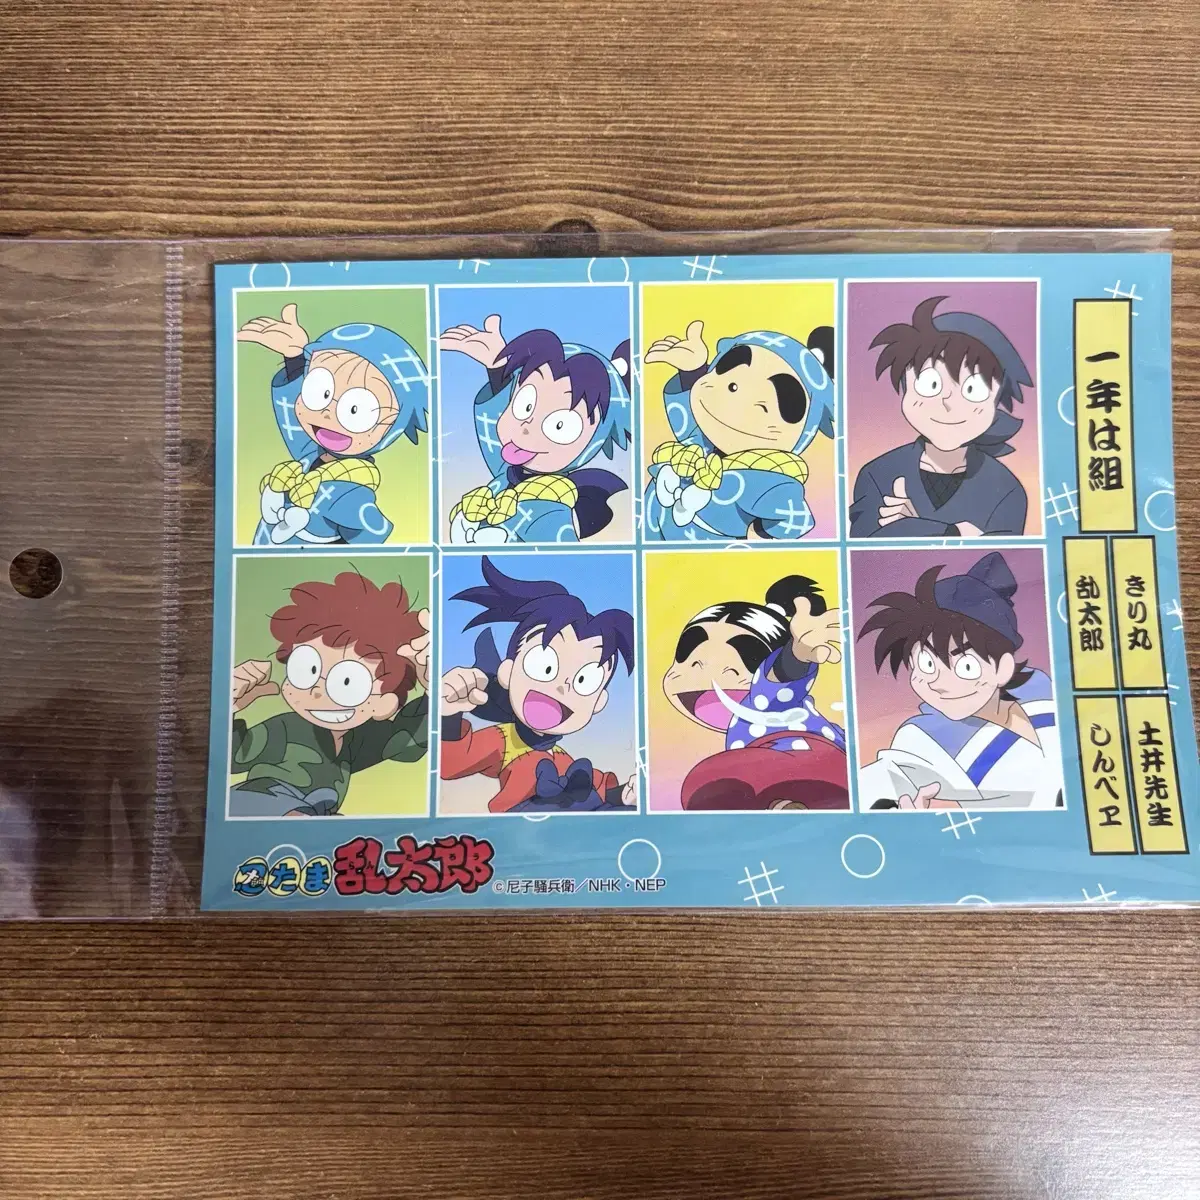 一年は組
きり丸
乱太郎
土井先生
しんベヱ
忍たま乱太郎
©尼子騒兵衛／NHK・NEP